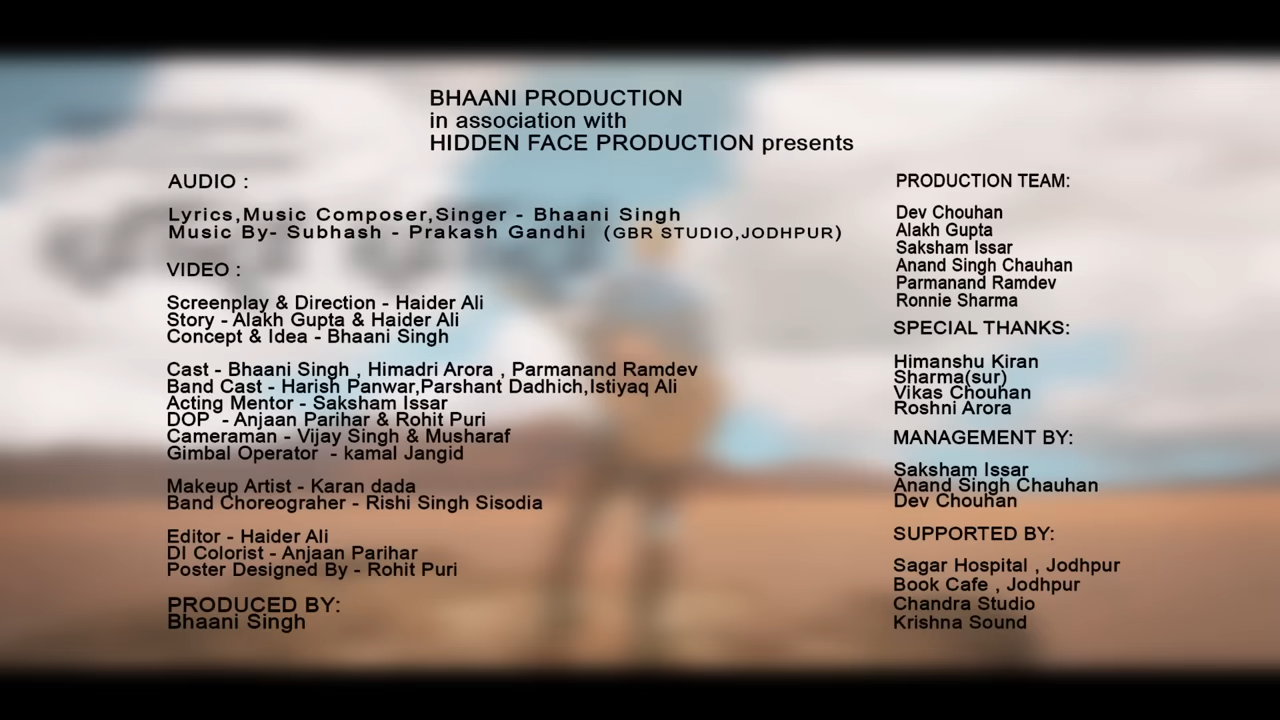 BHAANI PRODUCTION
in association with
HIDDEN FACE PRODUCTION presents
AUDIO :
Lyrics,Music Composer,Singer - Bhaani Singh
Music By- Subhash - Prakash Gandhi (GBR STUDIO,JODHPUR)
VIDEO :
Screenplay & Direction - Haider Ali
Story - Alakh Gupta & Haider Ali
Concept & Idea - Bhaani Singh
Cast - Bhaani Singh , Himadri Arora , Parmanand Ramdev
Band Cast - Harish Panwar,Parshant Dadhich,Istiyaq Ali
Acting Mentor - Saksham Issar
DOP - Anjaan Parihar & Rohit Puri
Cameraman - Vijay Singh & Musharaf
Gimbal Operator - kamal Jangid
Makeup Artist - Karan dada
Band Choreograher - Rishi Singh Sisodia
Editor - Haider Ali
DI Colorist - Anjaan Parihar
Poster Designed By - Rohit Puri
PRODUCED BY:
Bhaani Singh
PRODUCTION TEAM:
Dev Chouhan
Alakh Gupta
Saksham Issar
Anand Singh Chauhan
Parmanand Ramdev
Ronnie Sharma
SPECIAL THANKS:
Himanshu Kiran
Sharma(sur)
Vikas Chouhan
Roshni Arora
MANAGEMENT BY:
Saksham Issar
Anand Singh Chauhan
Dev Chouhan
SUPPORTED BY:
Sagar Hospital , Jodhpur
Book Cafe , Jodhpur
Chandra Studio
Krishna Sound